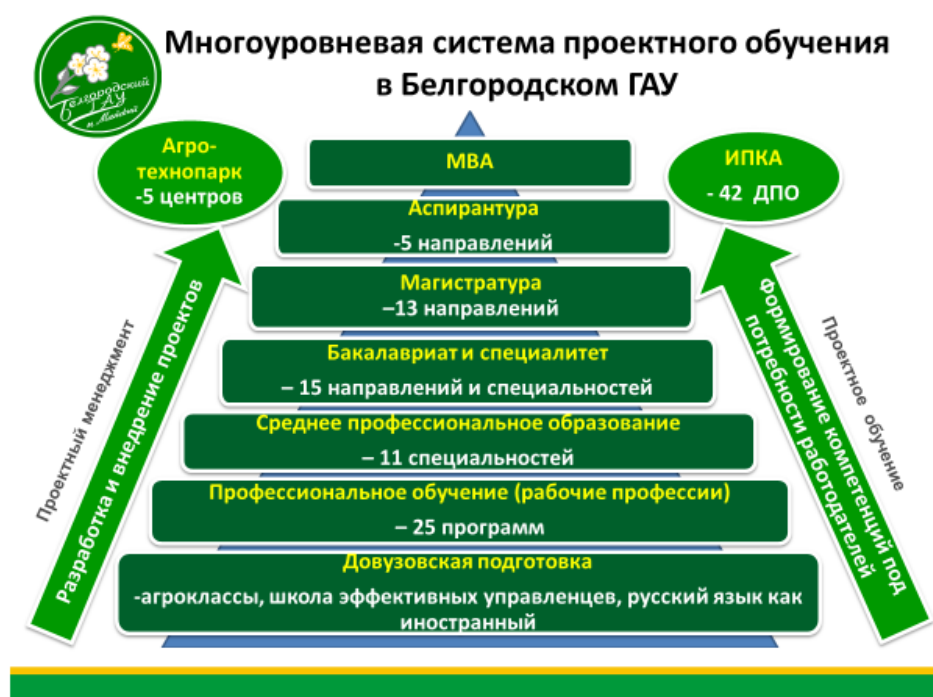 Многоуровневая система проектного обучения
в Белгородском ГАУ
Белгородский
ГАУ
Агро-
технопарк
-5 центров
МВА
ИПКА
- 42 ДПО
Аспирантура
-5 направлений
Магистратура
–13 направлений
Бакалавриат и специалитет
– 15 направлений и специальностей
Среднее профессиональное образование
– 11 специальностей
Профессиональное обучение (рабочие профессии)
– 25 программ
Довузовская подготовка
-агроклассы, школа эффективных управленцев, русский язык как
иностранный
Проектный менеджмент
Разработка и внедрение проектов
Формирование компетенций под
потребности работодателей
Проектное обучение